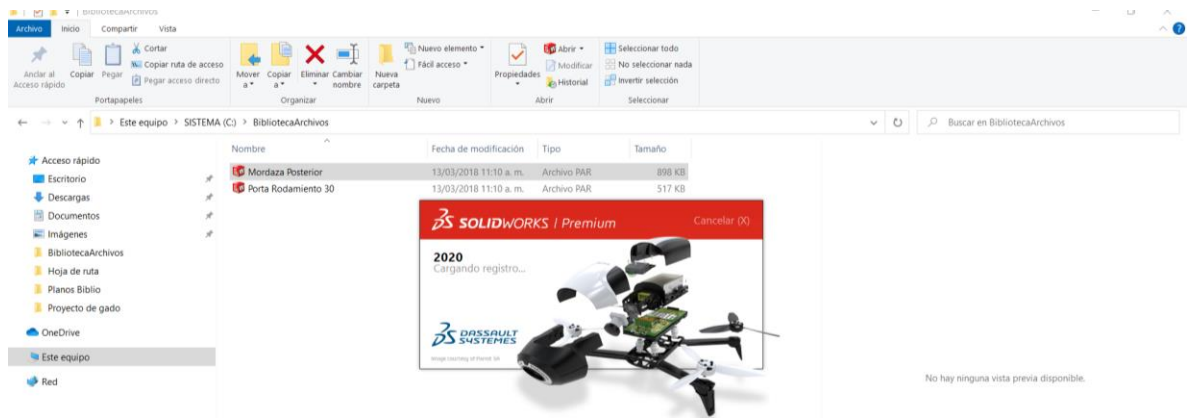 BibliotecaArchivos
Archivo Inicio Compartir Vista
Anclar al Acceso rápido
Copiar
Pegar
Cortar
Copiar ruta de acceso
Pegar acceso directo
Mover a
Copiar a
Eliminar
Cambiar nombre
Nueva carpeta
Nuevo elemento
Fácil acceso
Propiedades
Abrir
Modificar
Historial
Seleccionar todo
No seleccionar nada
Invertir selección
Portapapeles Organizar Nuevo Abrir Seleccionar
Este equipo > SISTEMA (C:) > BibliotecaArchivos
Buscar en BibliotecaArchivos
Nombre Fecha de modificación Tipo Tamaño
Mordaza Posterior 13/03/2018 11:10 a. m. Archivo PAR 898 KB
Porta Rodamiento 30 13/03/2018 11:10 a. m. Archivo PAR 517 KB
Acceso rápido
Escritorio
Descargas
Documentos
Imágenes
BibliotecaArchivos
Hoja de ruta
Planos Biblio
Proyecto de gado
OneDrive
Este equipo
Red
SOLIDWORKS | Premium Cancelar (X)
2020
Cargando registro...
DASSAULT
SYSTEMES
No hay ninguna vista previa disponible.